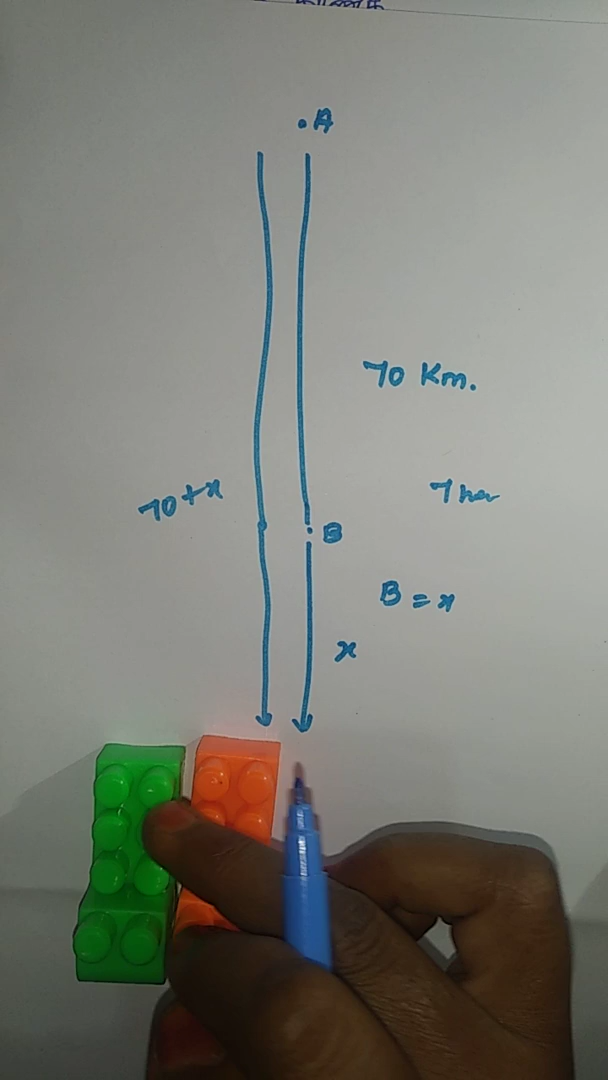 .A
70 Km.
70+x
7 hr
.B
B = x
x